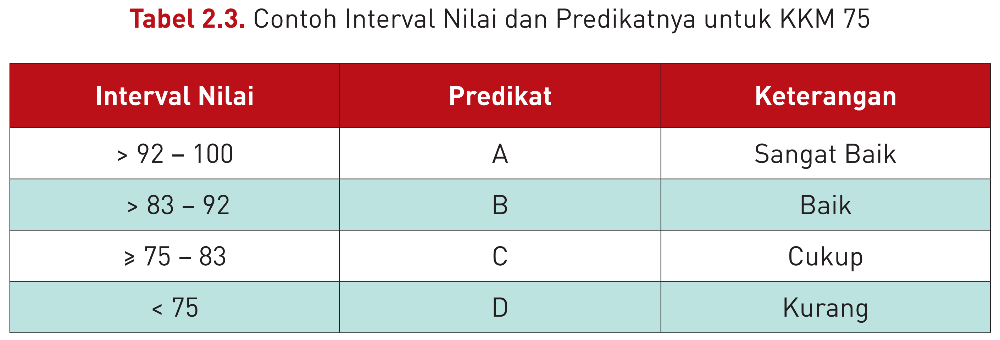 Tabel 2.3. Contoh Interval Nilai dan Predikatnya untuk KKM 75
Interval Nilai Predikat Keterangan
> 92 – 100 A Sangat Baik
> 83 – 92 B Baik
⩾ 75 – 83 C Cukup
< 75 D Kurang